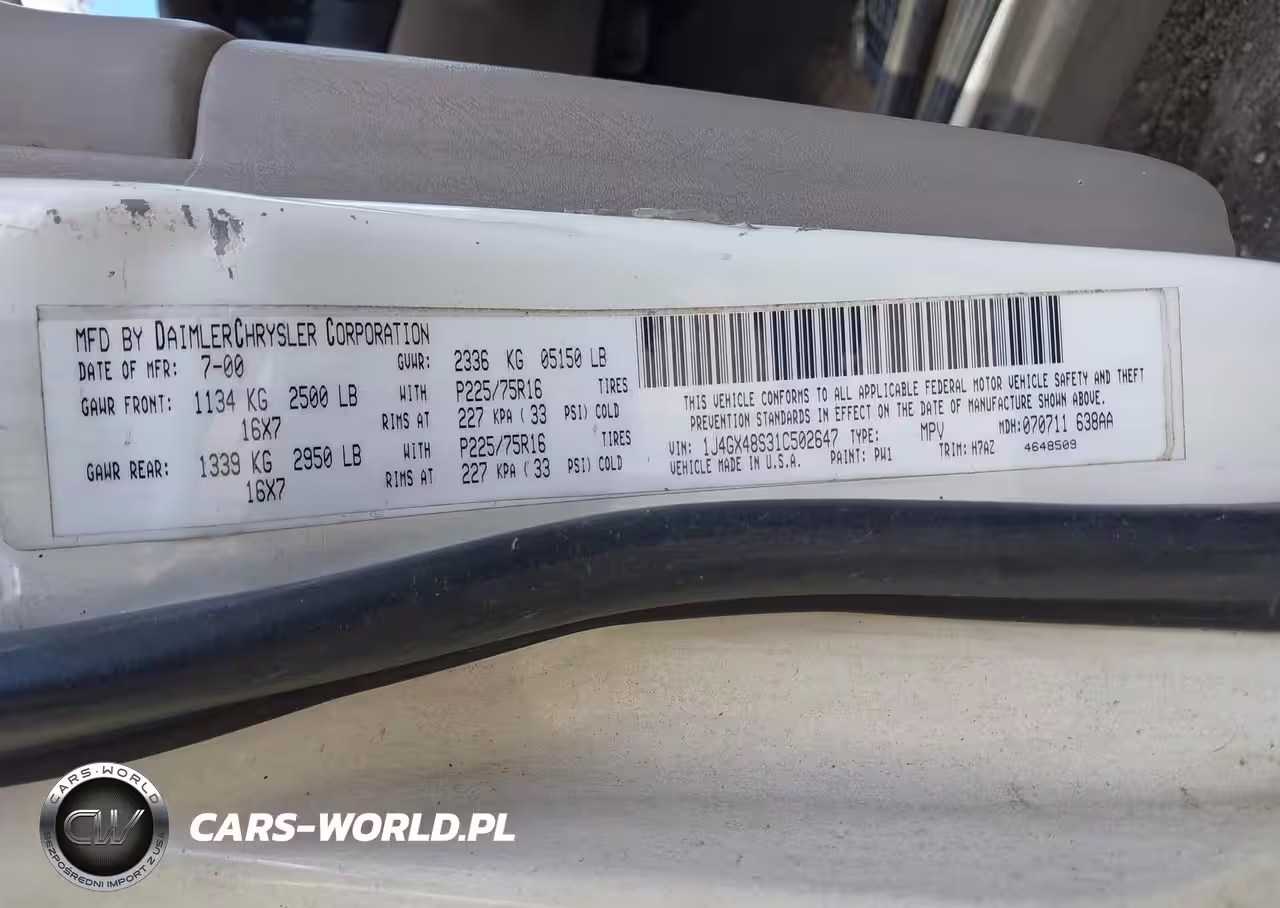 MFD BY DAIMLERCHRYSLER CORPORATION
DATE OF MFR: 7-00 GVWR: 2336 KG 05150 LB
GAWR FRONT: 1134 KG 2500 LB WITH P225/75R16 TIRES
16X7 RIMS AT 227 KPA ( 33 PSI) COLD
GAWR REAR: 1339 KG 2950 LB WITH P225/75R16 TIRES
16X7 RIMS AT 227 KPA ( 33 PSI) COLD
THIS VEHICLE CONFORMS TO ALL APPLICABLE FEDERAL MOTOR VEHICLE SAFETY AND THEFT
PREVENTION STANDARDS IN EFFECT ON THE DATE OF MANUFACTURE SHOWN ABOVE.
VIN: 1J4GX48S31C502647 TYPE: MPV MDH:070711 638AA
VEHICLE MADE IN U.S.A. PAINT: PW1 TRIM: H7AZ 4648509
CARS-WORLD
CW
BEZPOŚREDNI IMPORT Z USA
CARS-WORLD.PL